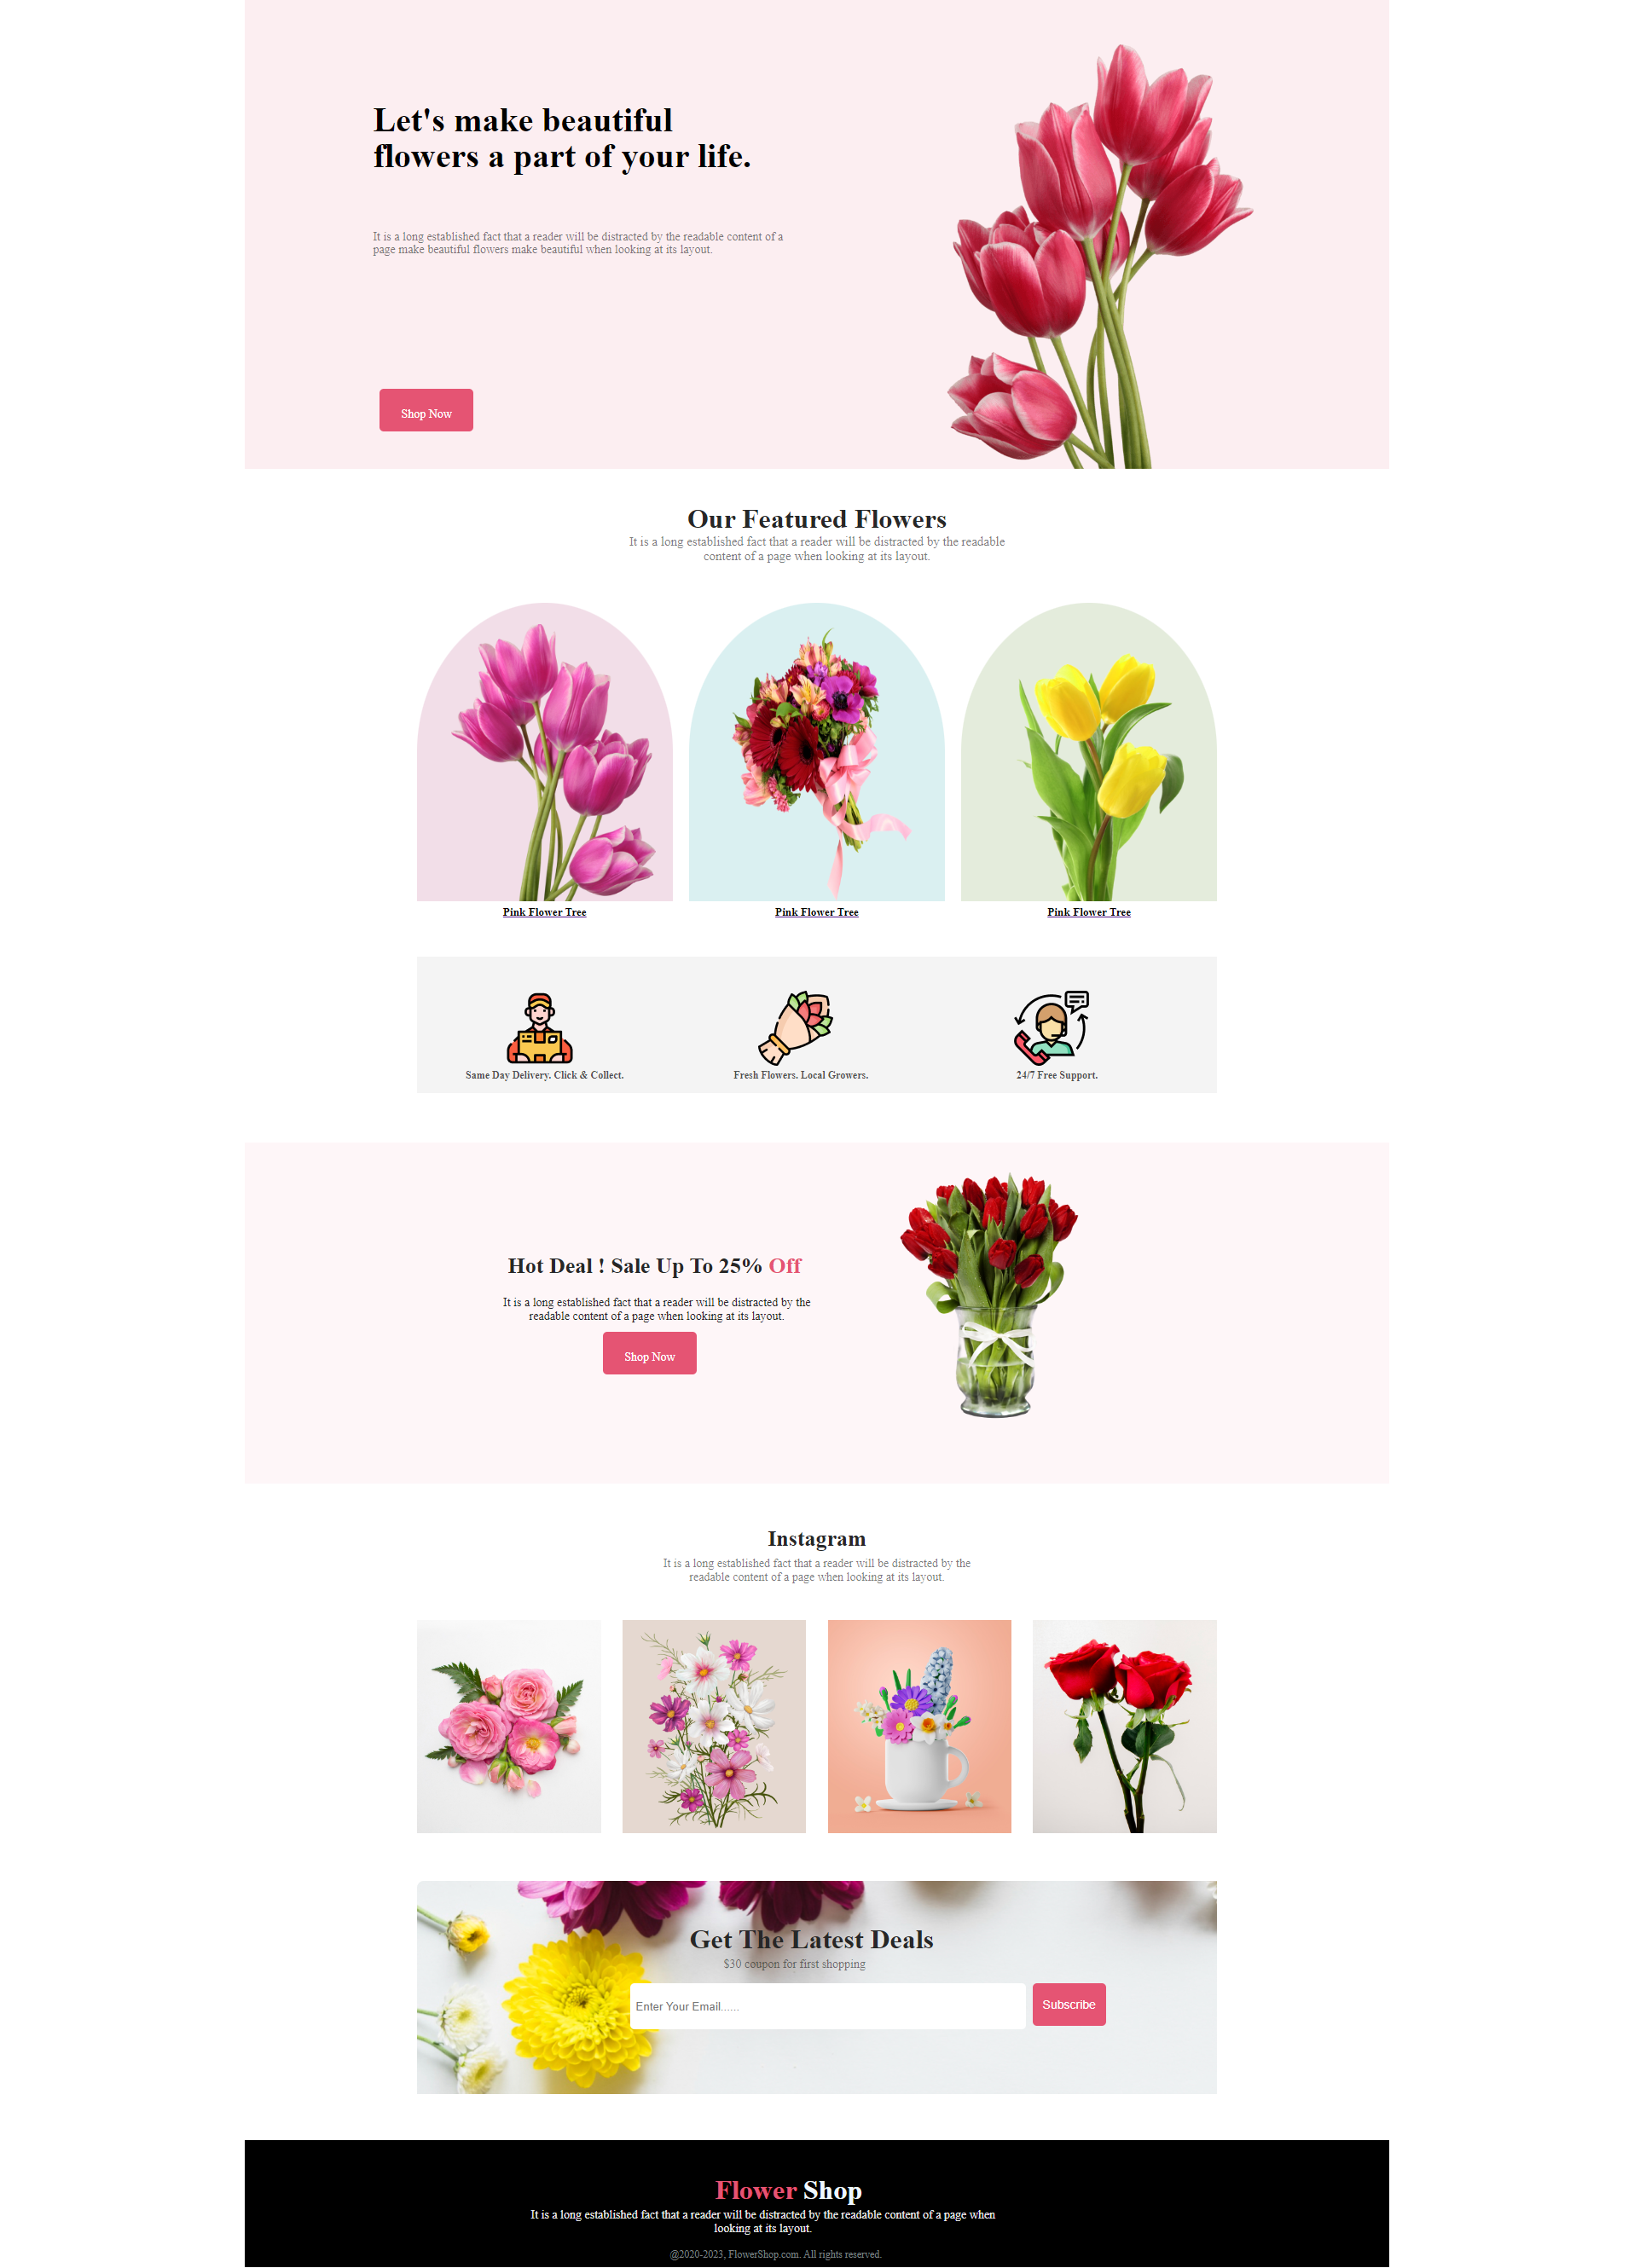 Let's make beautiful
flowers a part of your life.
It is a long established fact that a reader will be distracted by the readable content of a
page make beautiful flowers make beautiful when looking at its layout.
Shop Now
Our Featured Flowers
It is a long established fact that a reader will be distracted by the readable
content of a page when looking at its layout.
Pink Flower Tree
Pink Flower Tree
Pink Flower Tree
Same Day Delivery. Click & Collect.
Fresh Flowers. Local Growers.
24/7 Free Support.
Hot Deal ! Sale Up To 25% Off
It is a long established fact that a reader will be distracted by the
readable content of a page when looking at its layout.
Shop Now
Instagram
It is a long established fact that a reader will be distracted by the
readable content of a page when looking at its layout.
Get The Latest Deals
$30 coupon for first shopping
Enter Your Email......
Subscribe
Flower Shop
It is a long established fact that a reader will be distracted by the readable content of a page when
looking at its layout.
@2020-2023, FlowerShop.com. All rights reserved.